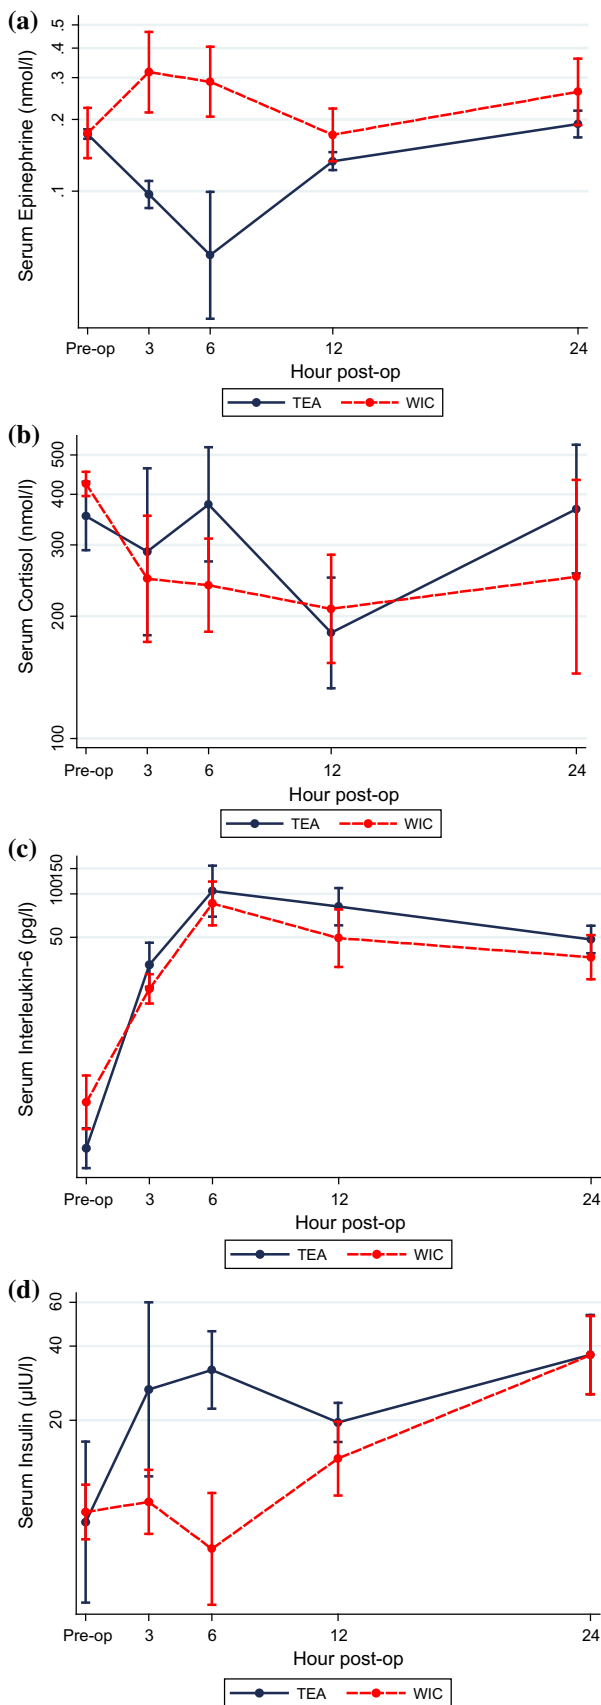 (a)
Serum Epinephrine (nmol/l)
.5
.4
.3
.2
.
Pre-op 3 6 12 24
Hour post-op
TEA WIC
(b)
Serum Cortisol (nmol/l)
500
400
300
200
100
Pre-op 3 6 12 24
Hour post-op
TEA WIC
(c)
Serum Interleukin-6 (pg/l)
150
100
50
Pre-op 3 6 12 24
Hour post-op
TEA WIC
(d)
Serum Insulin (µIU/l)
60
40
20
Pre-op 3 6 12 24
Hour post-op
TEA WIC